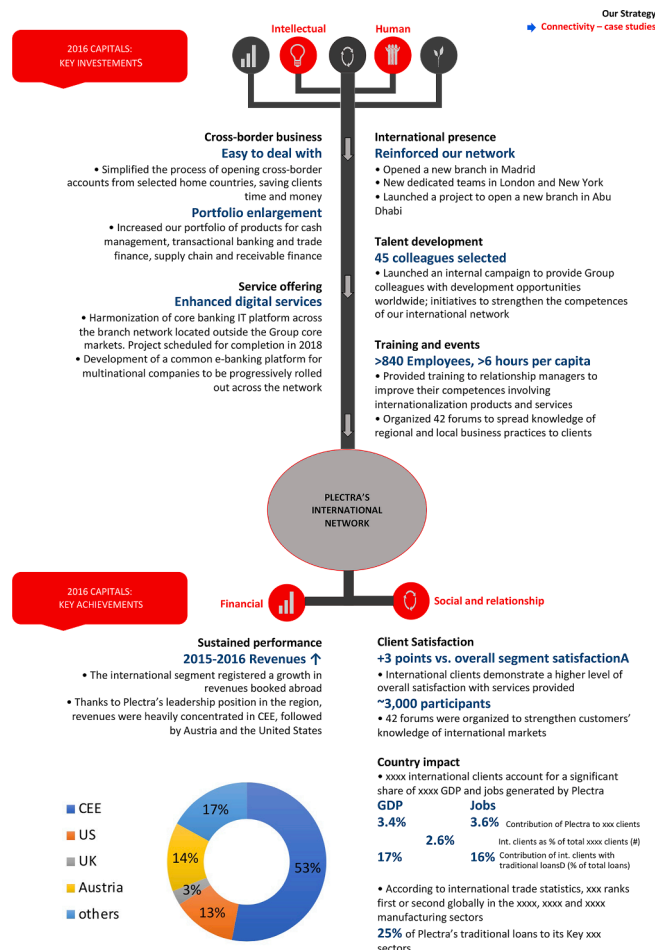 Our Strategy
Connectivity – case studies
2016 CAPITALS:
KEY INVESTEMENTS
Intellectual
Human
Cross-border business
Easy to deal with
• Simplified the process of opening cross-border
accounts from selected home countries, saving clients
time and money
Portfolio enlargement
• Increased our portfolio of products for cash
management, transactional banking and trade
finance, supply chain and receivable finance
Service offering
Enhanced digital services
• Harmonization of core banking IT platform across
the branch network located outside the Group core
markets. Project scheduled for completion in 2018
• Development of a common e-banking platform for
multinational companies to be progressively rolled
out across the network
International presence
Reinforced our network
• Opened a new branch in Madrid
• New dedicated teams in London and New York
• Launched a project to open a new branch in Abu
Dhabi
Talent development
45 colleagues selected
• Launched an internal campaign to provide Group
colleagues with development opportunities
worldwide; initiatives to strengthen the competences
of our international network
Training and events
>840 Employees, >6 hours per capita
• Provided training to relationship managers to
improve their competences involving
internationalization products and services
• Organized 42 forums to spread knowledge of
regional and local business practices to clients
PLECTRA'S
INTERNATIONAL
NETWORK
2016 CAPITALS:
KEY ACHIEVEMENTS
Financial
Social and relationship
Sustained performance
2015-2016 Revenues ↑
• The international segment registered a growth in
revenues booked abroad
• Thanks to Plectra's leadership position in the region,
revenues were heavily concentrated in CEE, followed
by Austria and the United States
CEE
US
UK
Austria
others
17%
14%
3%
13%
53%
Client Satisfaction
+3 points vs. overall segment satisfactionA
• International clients demonstrate a higher level of
overall satisfaction with services provided
~3,000 participants
• 42 forums were organized to strengthen customers'
knowledge of international markets
Country impact
• xxxx international clients account for a significant
share of xxxx GDP and jobs generated by Plectra
GDP Jobs
3.4% 3.6% Contribution of Plectra to xxx clients
2.6% Int. clients as % of total xxxx clients (#)
17% 16% Contribution of int. clients with
traditional loansD (% of total loans)
• According to international trade statistics, xxx ranks
first or second globally in the xxxx, xxxx and xxxx
manufacturing sectors
25% of Plectra's traditional loans to its Key xxx
sectors